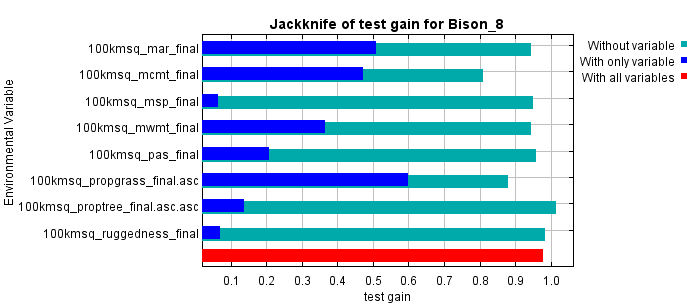 Jackknife of test gain for Bison_8
Environmental Variable
100kmsq_mar_final
100kmsq_mcmt_final
100kmsq_msp_final
100kmsq_mwmt_final
100kmsq_pas_final
100kmsq_propgrass_final.asc
100kmsq_proptree_final.asc.asc
100kmsq_ruggedness_final
Without variable
With only variable
With all variables
0.1 0.2 0.3 0.4 0.5 0.6 0.7 0.8 0.9 1.0
test gain